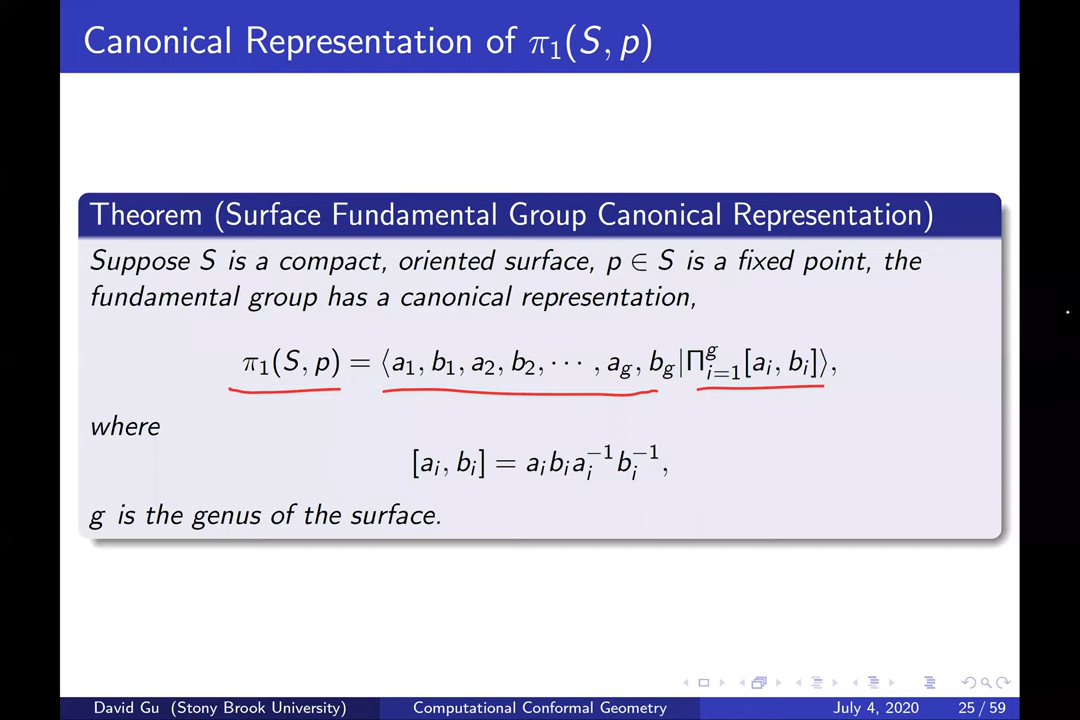 Canonical Representation of π₁(S, p)
Theorem (Surface Fundamental Group Canonical Representation)
Suppose S is a compact, oriented surface, p ∈ S is a fixed point, the
fundamental group has a canonical representation,
π₁(S, p) = ⟨a₁, b₁, a₂, b₂, ⋯ , a_g, b_g|Π_{i=1}^g[a_i, b_i]⟩,
where
[a_i, b_i] = a_i b_i a_i^{-1} b_i^{-1},
g is the genus of the surface.
David Gu (Stony Brook University) Computational Conformal Geometry July 4, 2020 25 / 59